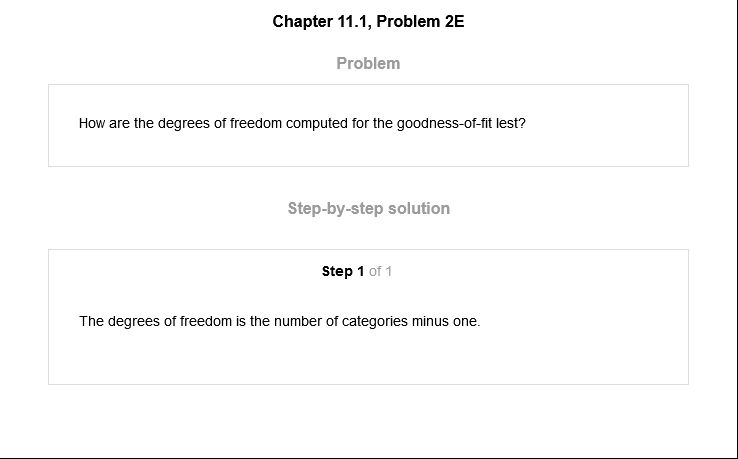 Chapter 11.1, Problem 2E
Problem
How are the degrees of freedom computed for the goodness-of-fit lest?
Step-by-step solution
Step 1 of 1
The degrees of freedom is the number of categories minus one.